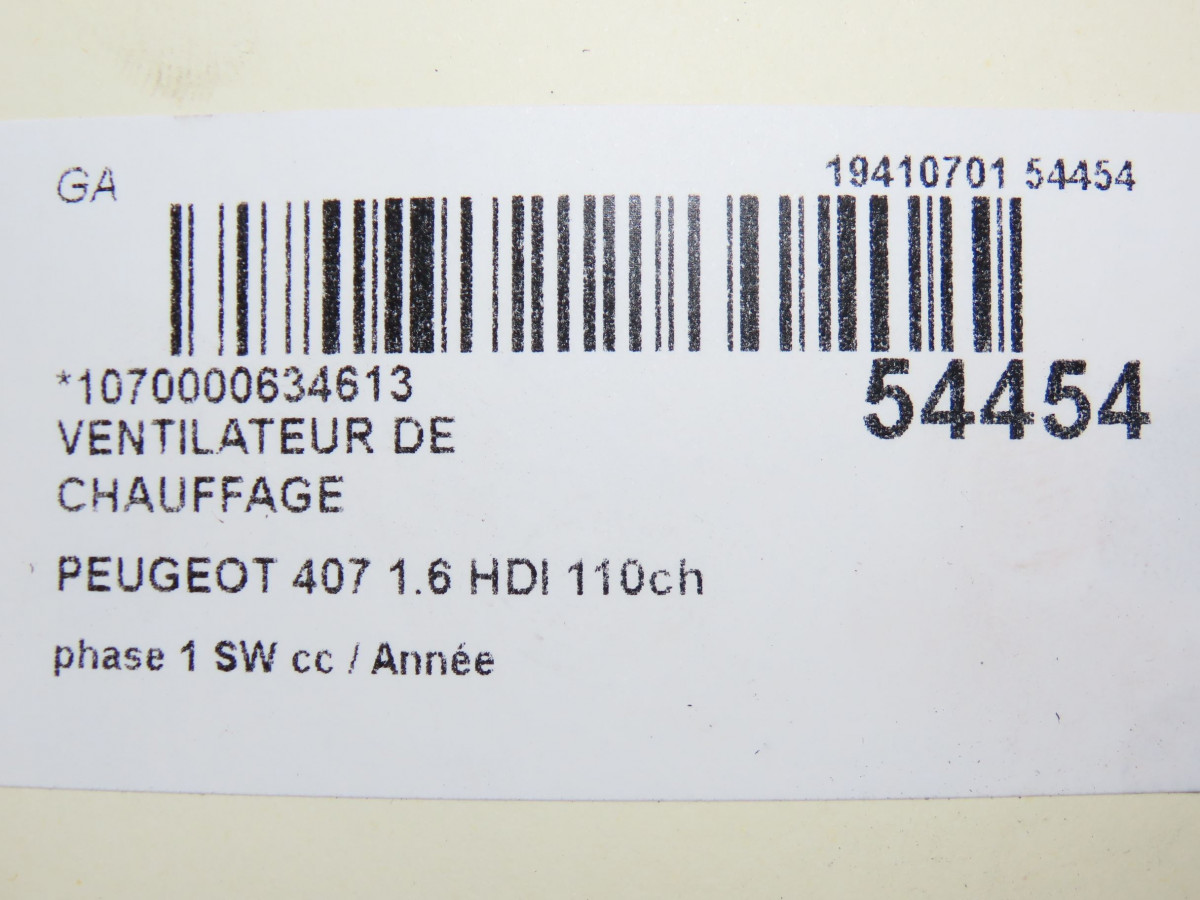 GA
19410701 54454
*1070000634613
54454
VENTILATEUR DE
CHAUFFAGE
PEUGEOT 407 1.6 HDI 110ch
phase 1 SW cc / Année